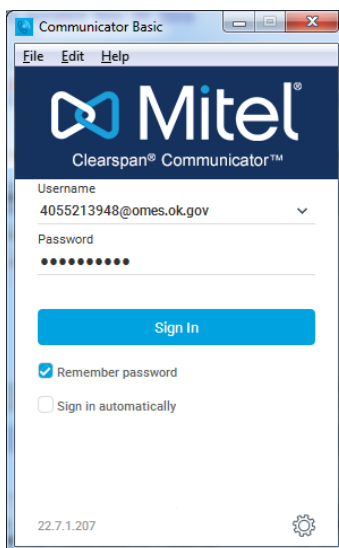 Communicator Basic
File Edit Help
Mitel®
Clearspan® Communicator™
Username
4055213948@omes.ok.gov
Password
••••••••••
Sign In
Remember password
Sign in automatically
22.7.1.207